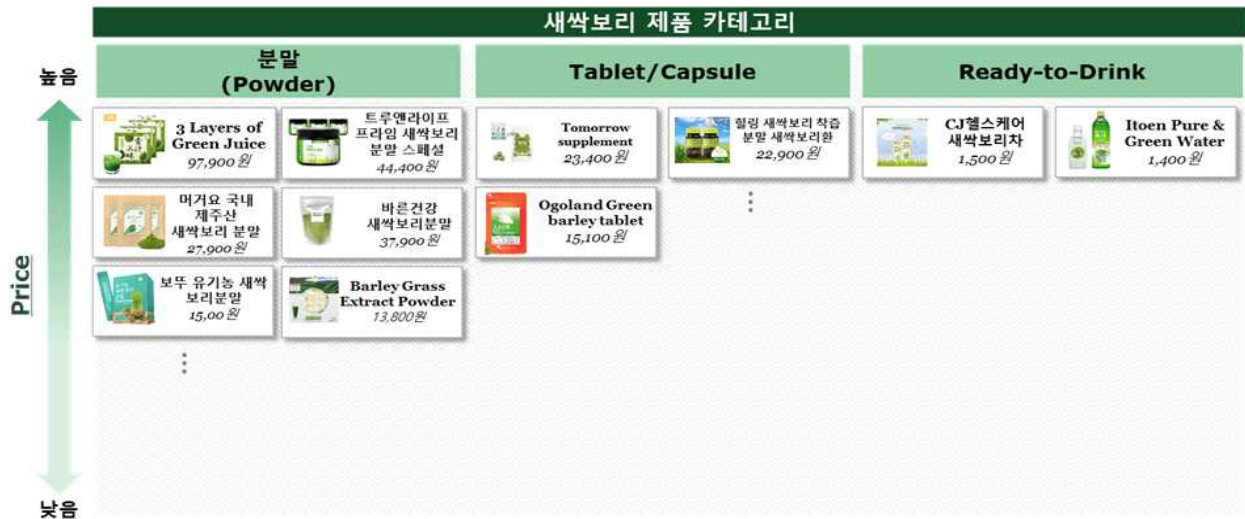 새싹보리 제품 카테고리
높음
분말
(Powder)
Tablet/Capsule
Ready-to-Drink
3 Layers of
Green Juice
97,900원
트루앤라이프
프라임 새싹보리
분말 스페셜
44,400원
Tomorrow
supplement
23,400원
힐링 새싹보리 착즙
분말 새싹보리환
22,900원
CJ헬스케어
새싹보리차
1,500원
Itoen Pure &
Green Water
1,400원
머거요 국내
제주산
새싹보리 분말
27,900원
바른건강
새싹보리분말
37,900원
Ogoland Green
barley tablet
15,100원
보뚜 유기농 새싹
보리분말
15,00원
Barley Grass
Extract Powder
13,800원
Price
낮음